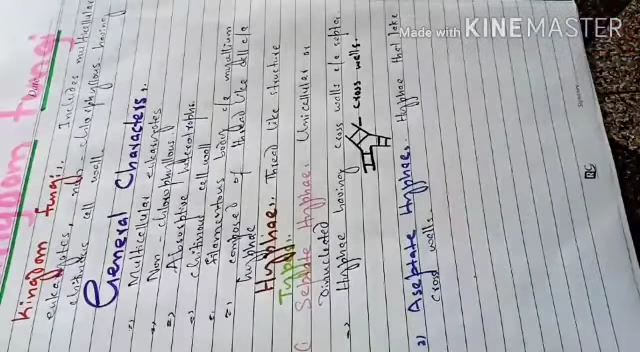 Kingdom fungi
Kingdom fungi:. Includes multicellular
eukaryotes, non - chlorophyllous having
chitinous cell wall.
General Characters:.
Multicellular eukaryotes
Non - chlorophyllous
Absorptive heterotrophs
chitinous cell wall
Filamentous body c/a mycellium
composed of thread like cell c/a
hyphae
Hyphae:. Thread like structure
Types:.
Septate Hyphae:. Unicellular or
Hyphae having cross walls c/a septa.
cross walls.
2) Aseptate Hyphae:. Hyphae that lake
cross walls.
Made with KINEMASTER